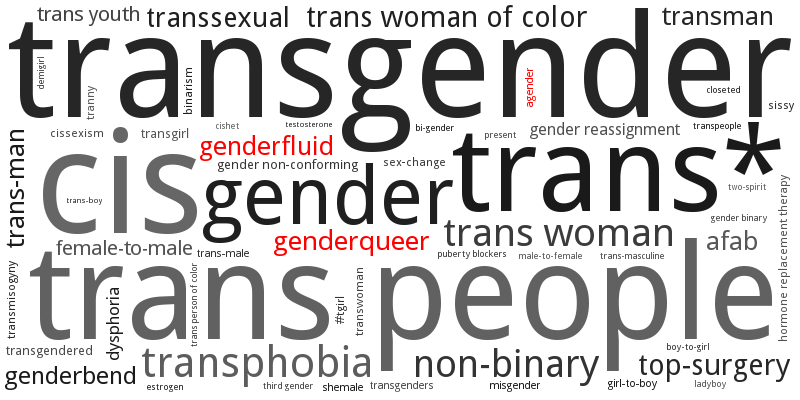 trans youth
transsexual
trans woman of color
transman
transgender
demigirl
tranny
binarism
agender
closeted
sissy
cissexism
transgirl
cishet
testosterone
bi-gender
present
gender reassignment
transpeople
trans-man
cis
genderfluid
trans*
gender non-conforming
sex-change
two-spirit
trans-boy
gender
gender binary
hormone replacement therapy
female-to-male
trans-male
genderqueer
trans woman
afab
puberty blockers
male-to-female
trans-masculine
transmisogyny
trans people
dysphoria
trans person of color
#tgirl
transwoman
transgendered
transphobia
non-binary
boy-to-girl
top-surgery
genderbend
estrogen
third gender
shemale
transgenders
misgender
girl-to-boy
ladyboy